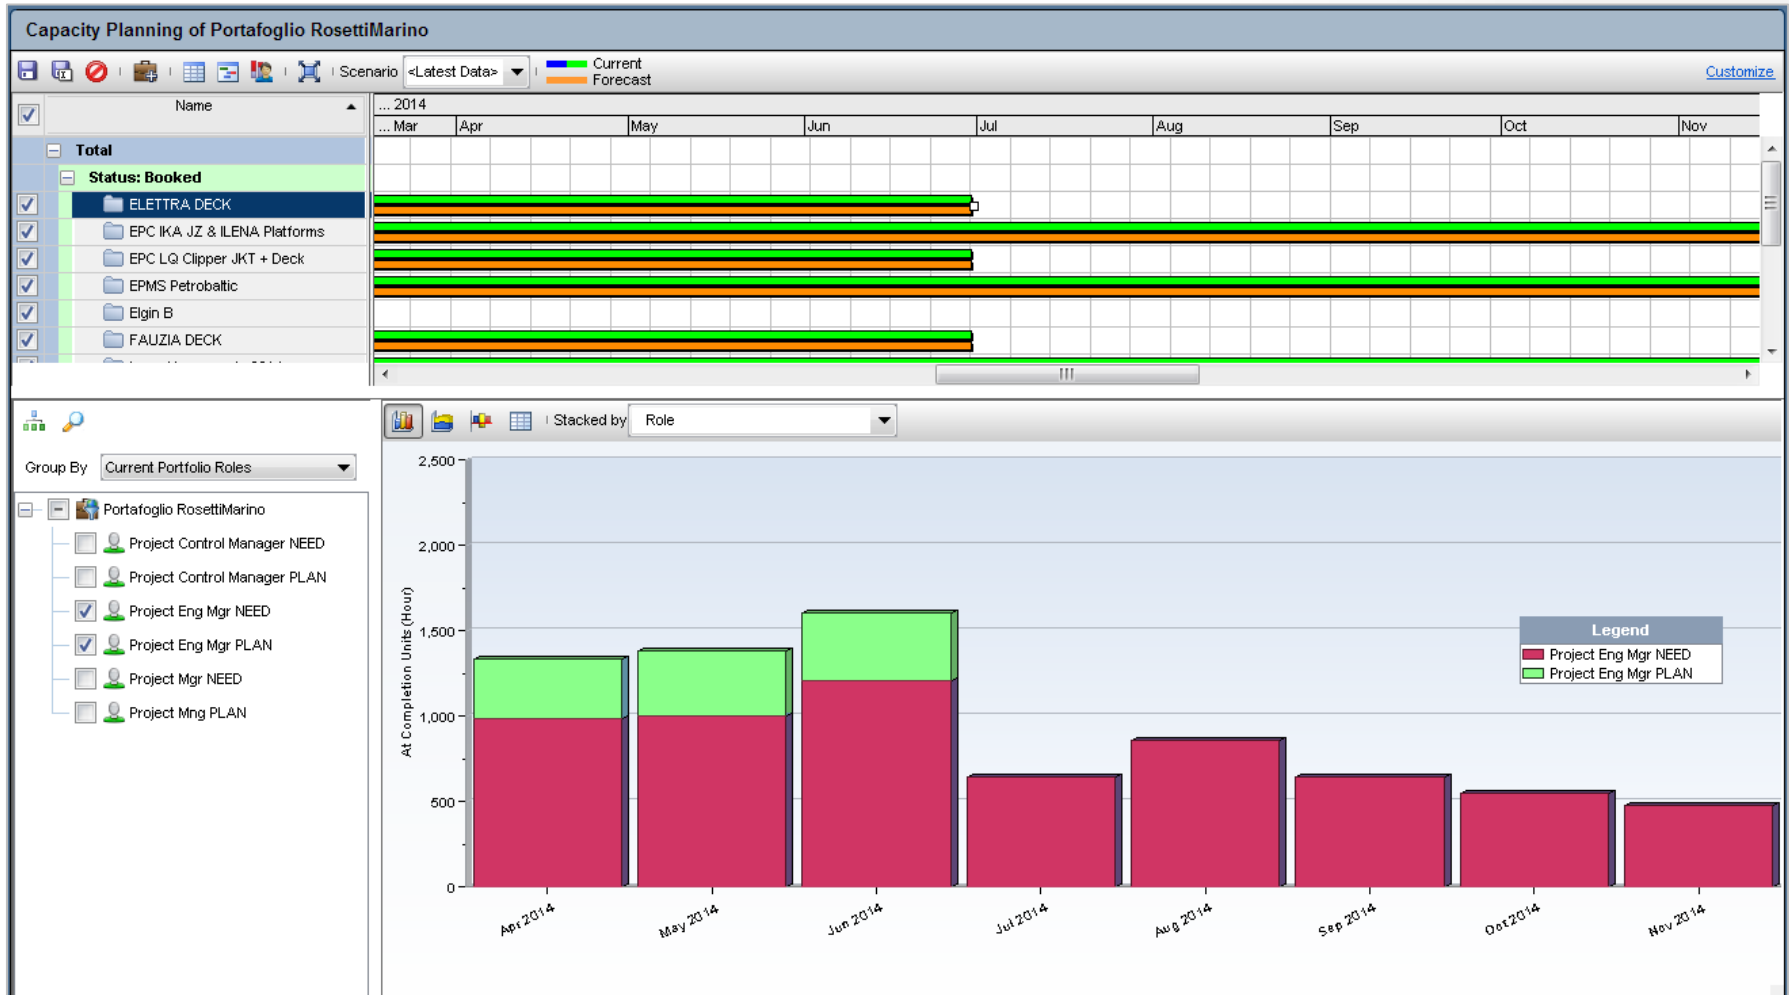 Capacity Planning of Portafoglio RosettiMarino
Scenario <Latest Data> Current
Forecast
Customize
Name
... 2014
... Mar Apr May Jun Jul Aug Sep Oct Nov
Total
Status: Booked
ELETTRA DECK
EPC IKA JZ & ILENA Platforms
EPC LQ Clipper JKT + Deck
EPMS Petrobaltic
Elgin B
FAUZIA DECK
Stacked by Role
Group By Current Portfolio Roles
Portafoglio RosettiMarino
Project Control Manager NEED
Project Control Manager PLAN
Project Eng Mgr NEED
Project Eng Mgr PLAN
Project Mgr NEED
Project Mng PLAN
At Completion Units (Hour)
2,500
2,000
1,500
1,000
500
0
Legend
Project Eng Mgr NEED
Project Eng Mgr PLAN
Apr 2014 May 2014 Jun 2014 Jul 2014 Aug 2014 Sep 2014 Oct 2014 Nov 2014